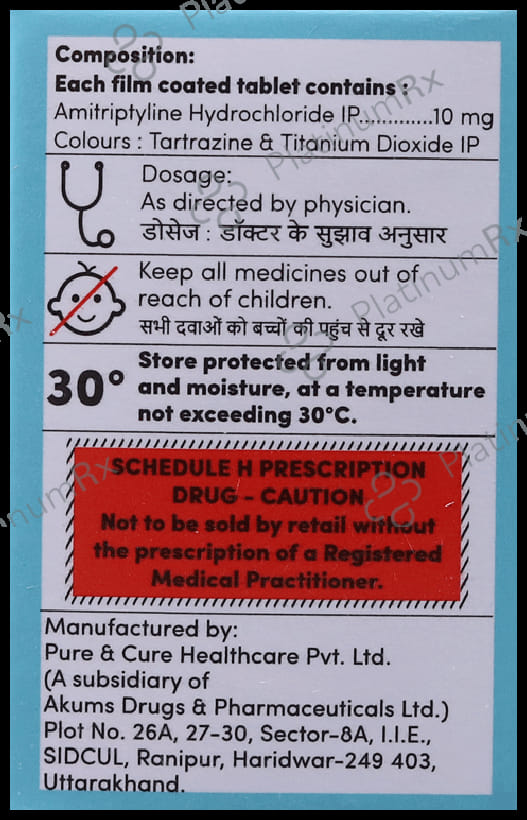 Composition:
Each film coated tablet contains :
Amitriptyline Hydrochloride IP.............10 mg
Colours : Tartrazine & Titanium Dioxide IP
Dosage:
As directed by physician.
डोसेज : डॉक्टर के सुझाव अनुसार
Keep all medicines out of
reach of children.
सभी दवाओं को बच्चों की पहुंच से दूर रखे
30°
Store protected from light
and moisture, at a temperature
not exceeding 30°C.
SCHEDULE H PRESCRIPTION
DRUG - CAUTION
Not to be sold by retail without
the prescription of a Registered
Medical Practitioner.
Manufactured by:
Pure & Cure Healthcare Pvt. Ltd.
(A subsidiary of
Akums Drugs & Pharmaceuticals Ltd.)
Plot No. 26A, 27-30, Sector-8A, I.I.E.,
SIDCUL, Ranipur, Haridwar-249 403,
Uttarakhand.
PlatinumRx
PlatinumRx
PlatinumRx
PlatinumRx